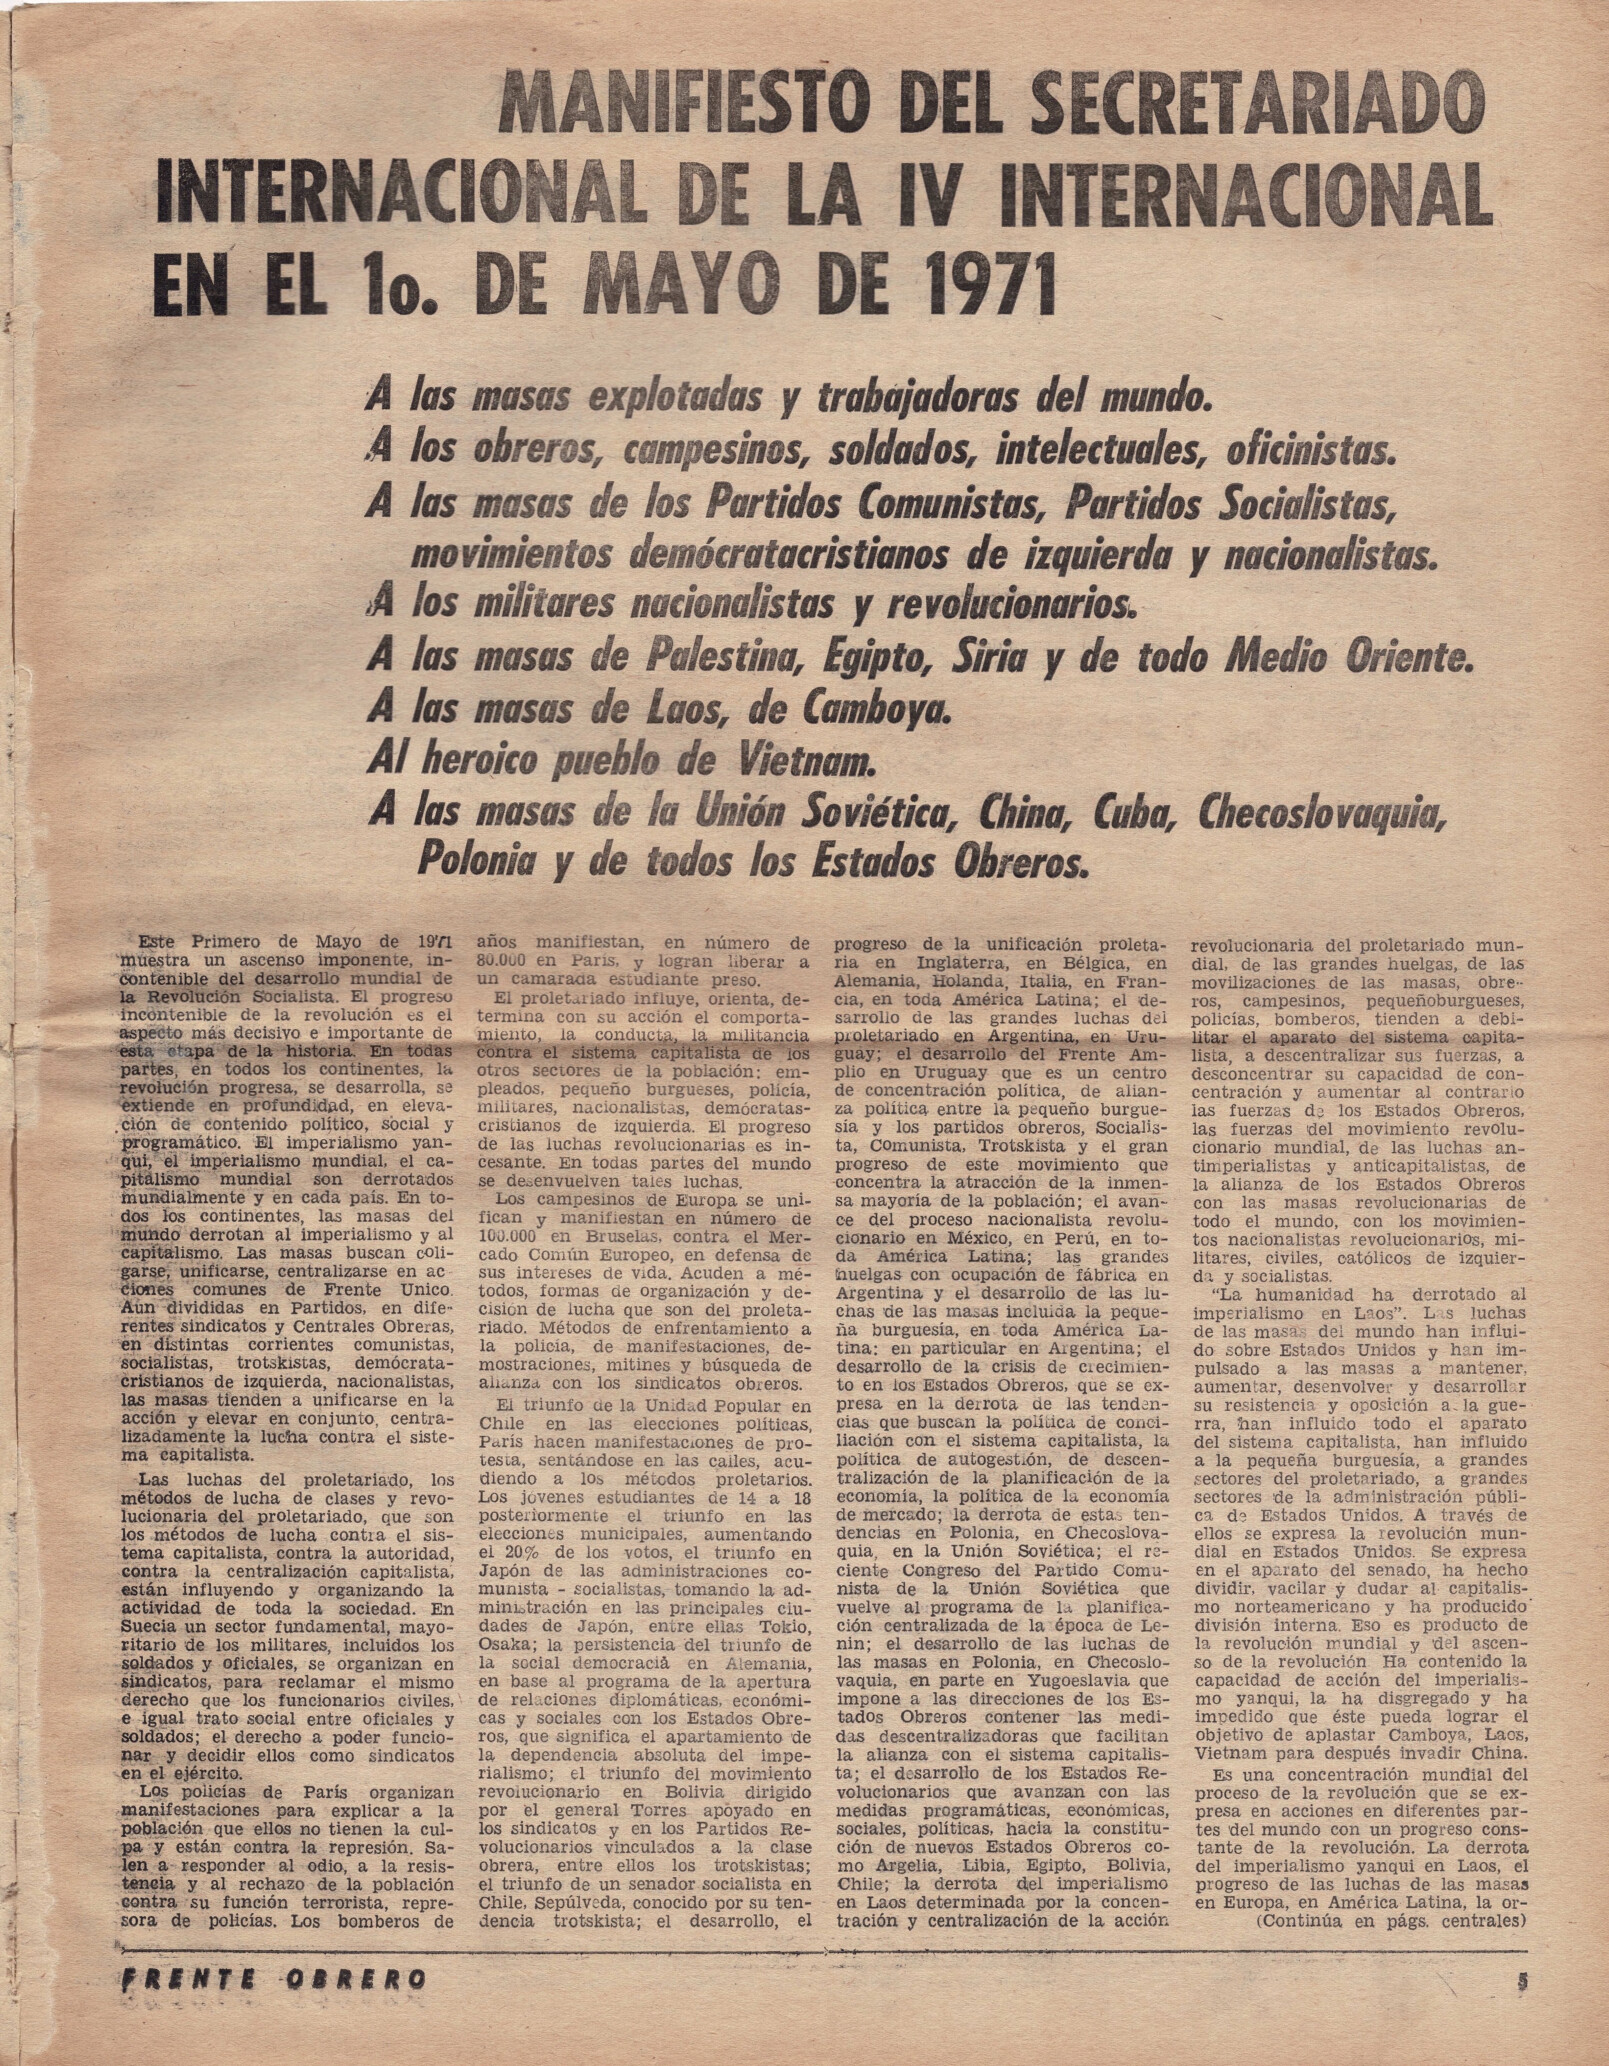 MANIFIESTO DEL SECRETARIADO
INTERNACIONAL DE LA IV INTERNACIONAL
EN EL 1o. DE MAYO DE 1971
A las masas explotadas y trabajadoras del mundo.
A los obreros, campesinos, soldados, intelectuales, oficinistas.
A las masas de los Partidos Comunistas, Partidos Socialistas,
movimientos demócratacristianos de izquierda y nacionalistas.
A los militares nacionalistas y revolucionarios.
A las masas de Palestina, Egipto, Siria y de todo Medio Oriente.
A las masas de Laos, de Camboya.
Al heroico pueblo de Vietnam.
A las masas de la Unión Soviética, China, Cuba, Checoslovaquia,
Polonia y de todos los Estados Obreros.
Este Primero de Mayo de 1971
muestra un ascenso imponente, in-
contenible del desarrollo mundial de
la Revolución Socialista. El progreso
incontenible de la revolución es el
aspecto más decisivo e importante de
esta etapa de la historia. En todas
partes, en todos los continentes, la
revolución progresa, se desarrolla, se
extiende en profundidad, en eleva-
ción de contenido político, social y
programático. El imperialismo yan-
qui, el imperialismo mundial, el ca-
pitalismo mundial son derrotados
mundialmente y en cada país. En to-
dos los continentes, las masas del
mundo derrotan al imperialismo y al
capitalismo. Las masas buscan coli-
garse, unificarse, centralizarse en ac
ciones comunes de Frente Unico.
Aún divididas en Partidos, en dife-
rentes sindicatos y Centrales Obreras,
en distintas corrientes comunistas,
socialistas, trotskistas, demócrata-
cristianos de izquierda, nacionalistas,
las masas tienden a unificarse en la
acción y elevar en conjunto, centra-
lizadamente la lucha contra el siste-
ma capitalista.
Las luchas del proletariado, los
métodos de lucha de clases y revo-
lucionaria del proletariado, que son
los métodos de lucha contra el sis-
tema capitalista, contra la autoridad,
contra la centralización capitalista,
están influyendo y organizando la
actividad de toda la sociedad. En
Suecia un sector fundamental, mayo-
ritario de los militares, incluidos los
soldados y oficiales, se organizan en
sindicatos, para reclamar el mismo
derecho que los funcionarios civiles,
e igual trato social entre oficiales y
soldados; el derecho a poder funcio-
nar y decidir ellos como sindicatos
en el ejército.
Los policías de París organizan
manifestaciones para explicar a la
población que ellos no tienen la cul-
pa y están contra la represión. Sa-
len a responder al odio, a la resis-
tencia y al rechazo de la población
contra su función terrorista, repre-
sora de policías. Los bomberos de
años manifiestan, en número de
80.000 en París, y logran liberar a
un camarada estudiante preso.
El proletariado influye, orienta, de-
termina con su acción el comporta-
miento, la conducta, la militancia
contra el sistema capitalista de los
otros sectores de la población: em-
pleados, pequeño burgueses, policía,
militares, nacionalistas, demócratas-
cristianos de izquierda. El progreso
de las luchas revolucionarias es in-
cesante. En todas partes del mundo
se desenvuelven tales luchas.
Los campesinos de Europa se uni-
fican y manifiestan en número de
100.000 en Bruselas, contra el Mer-
cado Común Europeo, en defensa de
sus intereses de vida. Acuden a mé-
todos, formas de organización y de-
cisión de lucha que son del proleta-
riado. Métodos de enfrentamiento a
la policía, de manifestaciones, de-
mostraciones, mitines y búsqueda de
alianza con los sindicatos obreros.
El triunfo de la Unidad Popular en
Chile en las elecciones políticas,
París hacen manifestaciones de pro-
testa, sentándose en las calles, acu-
diendo a los métodos proletarios.
Los jóvenes estudiantes de 14 a 18
posteriormente el triunfo en las
elecciones municipales, aumentando
el 20% de los votos, el triunfo en
Japón de las administraciones co-
munista - socialistas, tomando la ad-
ministración en las principales ciu-
dades de Japón, entre ellas Tokio,
Osaka; la persistencia del triunfo de
la social democracia en Alemania,
en base al programa de la apertura
de relaciones diplomáticas, económi-
cas y sociales con los Estados Obre-
ros, que significa el apartamiento de
la dependencia absoluta del impe-
rialismo; el triunfo del movimiento
revolucionario en Bolivia dirigido
por el general Torres apoyado en
los sindicatos y en los Partidos Re-
volucionarios vinculados a la clase
obrera, entre ellos los trotskistas;
el triunfo de un senador socialista en
Chile, Sepúlveda, conocido por su ten-
dencia trotskista; el desarrollo, el
progreso de la unificación proleta-
ria en Inglaterra, en Bélgica, en
Alemania, Holanda, Italia, en Fran-
cia, en toda América Latina; el de-
sarrollo de las grandes luchas del
proletariado en Argentina, en Uru-
guay; el desarrollo del Frente Am-
plio en Uruguay que es un centro
de concentración política, de alian-
za política entre la pequeño burgue-
sía y los partidos obreros, Socialis-
ta, Comunista, Trotskista y el gran
progreso de este movimiento que
concentra la atracción de la inmen-
sa mayoría de la población; el avan-
ce del proceso nacionalista revolu-
cionario en México, en Perú, en to-
da América Latina; las grandes
huelgas con ocupación de fábrica en
Argentina y el desarrollo de las lu-
chas de las masas incluida la peque-
ña burguesía, en toda América La-
tina: en particular en Argentina; el
desarrollo de la crisis de crecimien-
to en los Estados Obreros, que se ex-
presa en la derrota de las tenden-
cias que buscan la política de conci-
liación con el sistema capitalista, la
política de autogestión, de descen-
tralización de la planificación de la
economía, la política de la economía
de mercado; la derrota de estas ten-
dencias en Polonia, en Checoslova-
quia, en la Unión Soviética; el re-
ciente Congreso del Partido Comu-
nista de la Unión Soviética que
vuelve al programa de la planifica-
ción centralizada de la época de Le-
nin; el desarrollo de las luchas de
las masas en Polonia, en Checoslo-
vaquia, en parte en Yugoeslavia que
impone a las direcciones de los Es-
tados Obreros contener las medi-
das descentralizadoras que facilitan
la alianza con el sistema capitalis-
ta; el desarrollo de los Estados Re-
volucionarios que avanzan con las
medidas programáticas, económicas,
sociales, políticas, hacia la constitu-
ción de nuevos Estados Obreros co-
mo Argelia, Libia, Egipto, Bolivia,
Chile; la derrota del imperialismo
en Laos determinada por la concen-
tración y centralización de la acción
revolucionaria del proletariado mun-
dial, de las grandes huelgas, de las
movilizaciones de las masas, obre-
ros, campesinos, pequeñoburgueses,
policías, bomberos, tienden a debi-
litar el aparato del sistema capita-
lista, a descentralizar sus fuerzas, a
desconcentrar su capacidad de con-
centración y aumentar al contrario
las fuerzas de los Estados Obreros,
las fuerzas del movimiento revolu-
cionario mundial, de las luchas an-
timperialistas y anticapitalistas, de
la alianza de los Estados Obreros
con las masas revolucionarias de
todo el mundo, con los movimien-
tos nacionalistas revolucionarios, mi-
litares, civiles, católicos de izquier-
da y socialistas.
“La humanidad ha derrotado al
imperialismo en Laos”. Las luchas
de las masas del mundo han influi-
do sobre Estados Unidos y han im-
pulsado a las masas a mantener,
aumentar, desenvolver y desarrollar
su resistencia y oposición a la gue-
rra, han influido todo el aparato
del sistema capitalista, han influido
a la pequeña burguesía, a grandes
sectores del proletariado, a grandes
sectores de la administración públi-
ca de Estados Unidos. A través de
ellos se expresa la revolución mun-
dial en Estados Unidos. Se expresa
en el aparato del senado, ha hecho
dividir, vacilar y dudar al capitalis-
mo norteamericano y ha producido
división interna. Eso es producto de
la revolución mundial y del ascen-
so de la revolución Ha contenido la
capacidad de acción del imperialis-
mo yanqui, la ha disgregado y ha
impedido que éste pueda lograr el
objetivo de aplastar Camboya, Laos,
Vietnam para después invadir China.
Es una concentración mundial del
proceso de la revolución que se ex-
presa en acciones en diferentes par-
tes del mundo con un progreso cons-
tante de la revolución. La derrota
del imperialismo yanqui en Laos, el
progreso de las luchas de las masas
en Europa, en América Latina, la or-
(Continúa en págs. centrales)
FRENTE OBRERO
5